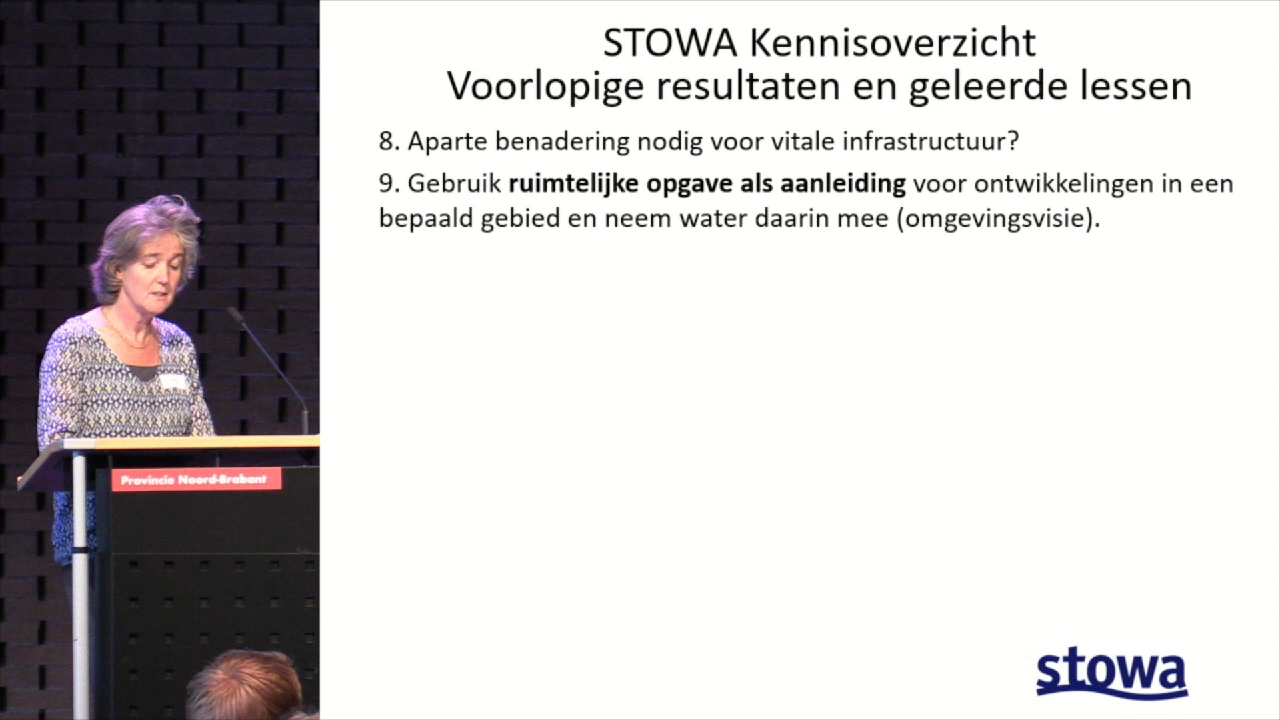 STOWA Kennisoverzicht
Voorlopige resultaten en geleerde lessen
8. Aparte benadering nodig voor vitale infrastructuur?
9. Gebruik ruimtelijke opgave als aanleiding voor ontwikkelingen in een
bepaald gebied en neem water daarin mee (omgevingsvisie).
Provincie Noord-Brabant
stowa